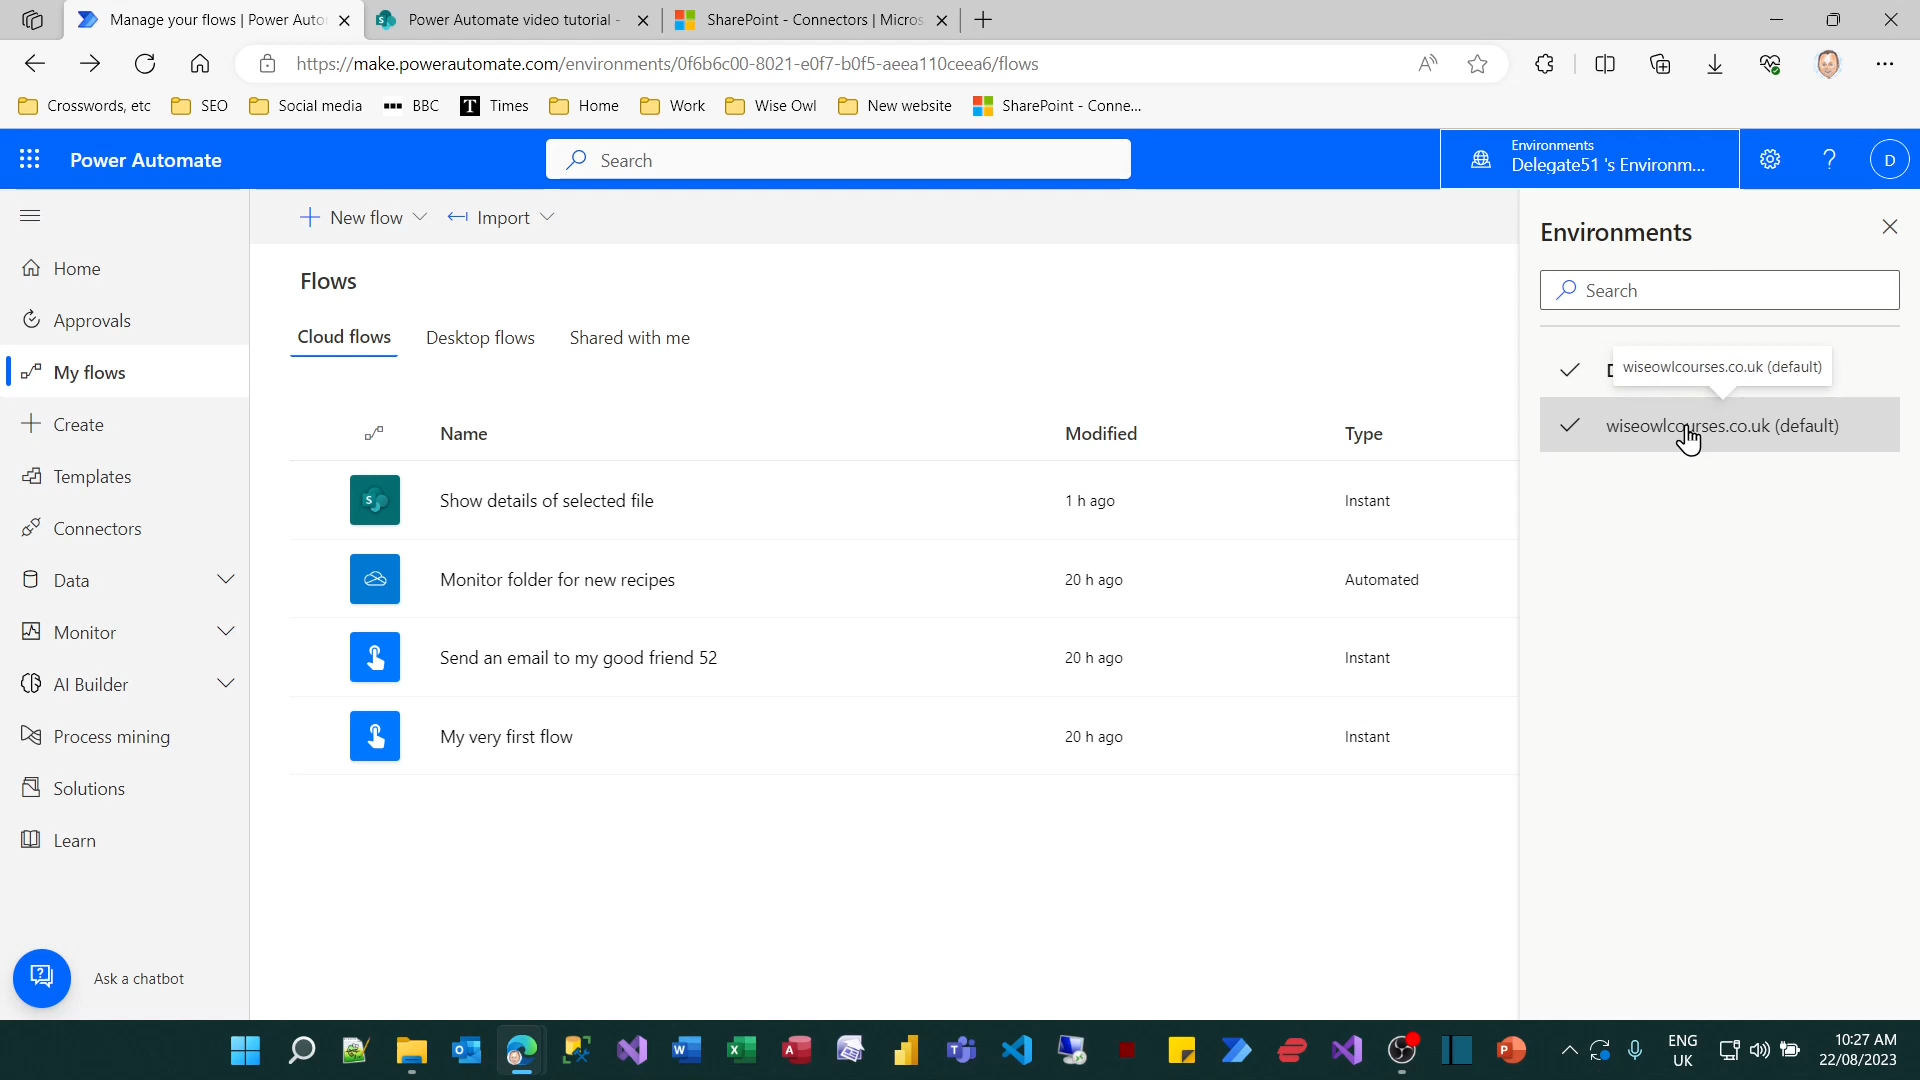 Manage your flows | Power Auto
Power Automate video tutorial -
SharePoint - Connectors | Micros
https://make.powerautomate.com/environments/0f6b6c00-8021-e0f7-b0f5-aeea110ceea6/flows
Crosswords, etc
SEO
Social media
BBC
Times
Home
Work
Wise Owl
New website
SharePoint - Conne...
Power Automate
Search
Environments
Delegate51 's Environm...
?
D
New flow
Import
Home
Approvals
My flows
Create
Templates
Connectors
Data
Monitor
AI Builder
Process mining
Solutions
Learn
Ask a chatbot
Flows
Cloud flows
Desktop flows
Shared with me
Name
Modified
Type
Show details of selected file
1 h ago
Instant
Monitor folder for new recipes
20 h ago
Automated
Send an email to my good friend 52
20 h ago
Instant
My very first flow
20 h ago
Instant
Environments
Search
wiseowlcourses.co.uk (default)
wiseowlcourses.co.uk (default)
ENG
UK
10:27 AM
22/08/2023